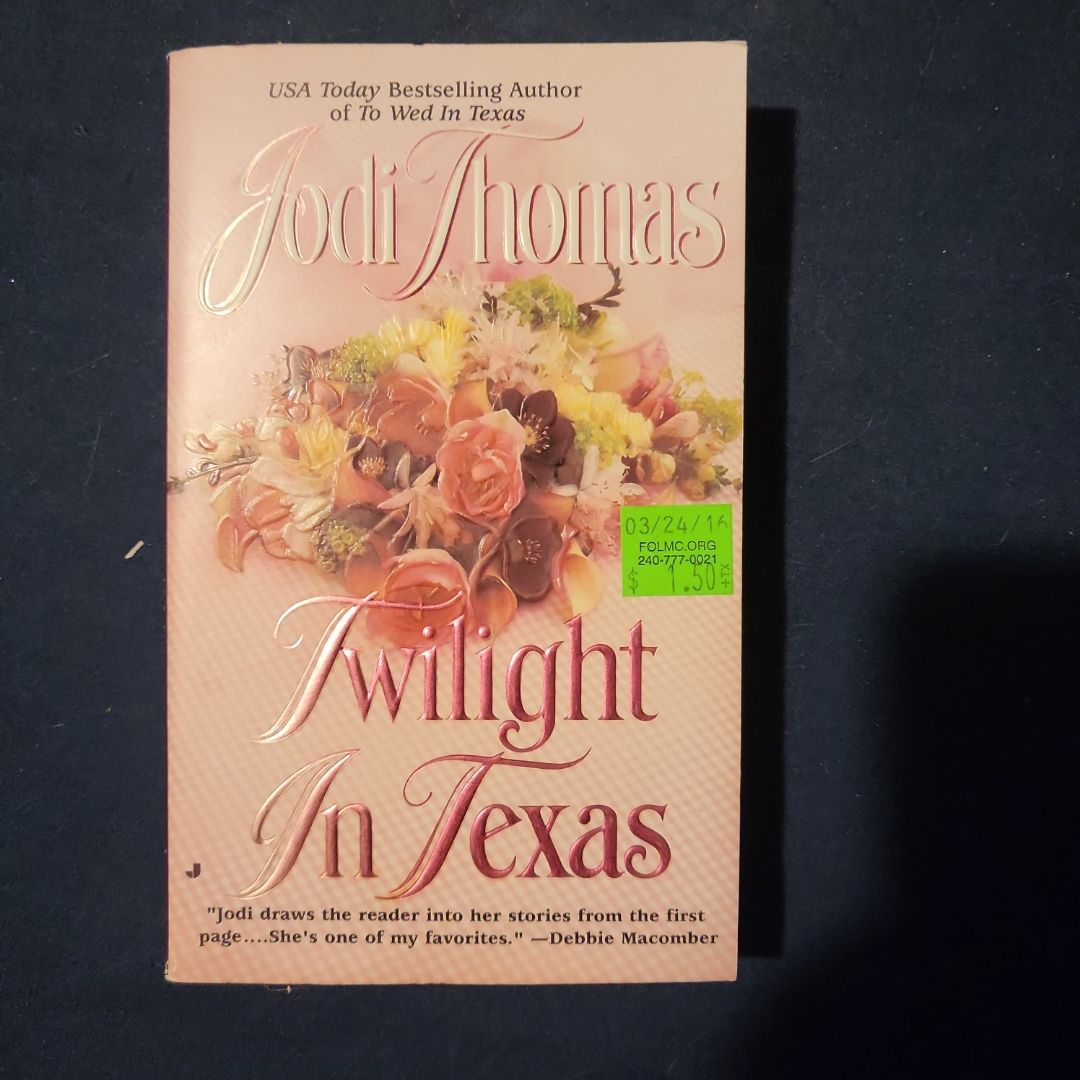 USA Today Bestselling Author
of To Wed In Texas
Jodi Thomas
03/24/16
FOLMC.ORG
240-777-0021
$ 1.50 +TX
Twilight
In Texas
J
"Jodi draws the reader into her stories from the first
page....She's one of my favorites." —Debbie Macomber